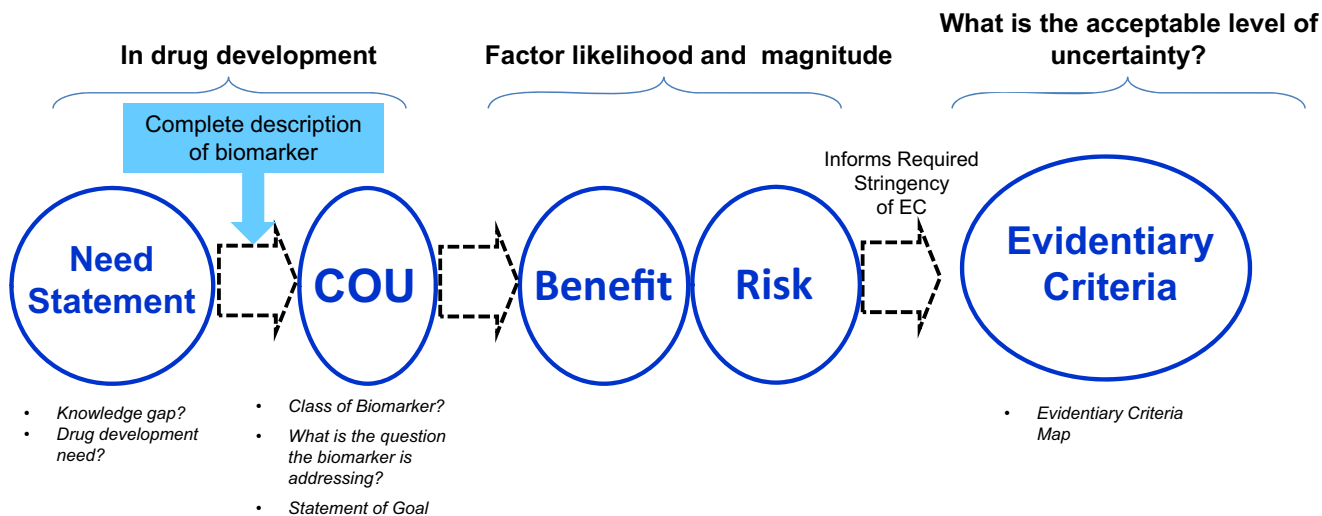 In drug development
Factor likelihood and magnitude
What is the acceptable level of
uncertainty?
Complete description
of biomarker
Informs Required
Stringency
of EC
Need
Statement
COU
Benefit
Risk
Evidentiary
Criteria
• Knowledge gap?
• Drug development
need?
• Class of Biomarker?
• What is the question
the biomarker is
addressing?
• Statement of Goal
• Evidentiary Criteria
Map